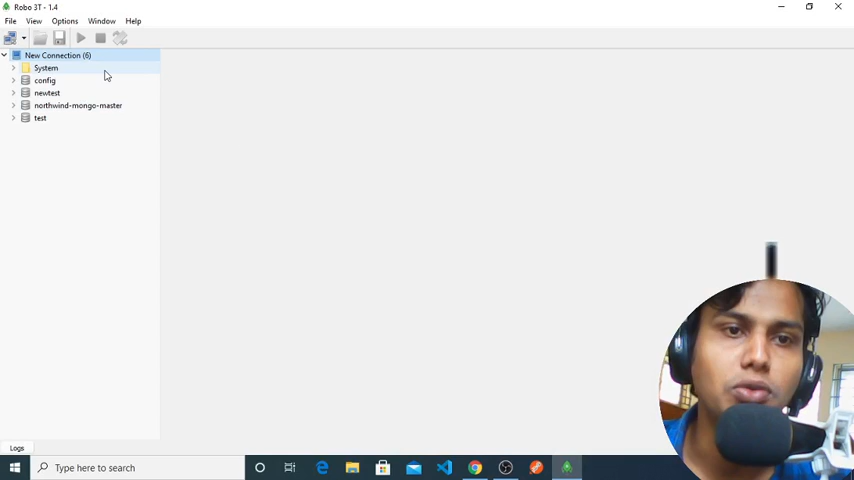 Robo 3T - 1.4
File View Options Window Help
New Connection (6)
System
config
newtest
northwind-mongo-master
test
Logs
Type here to search